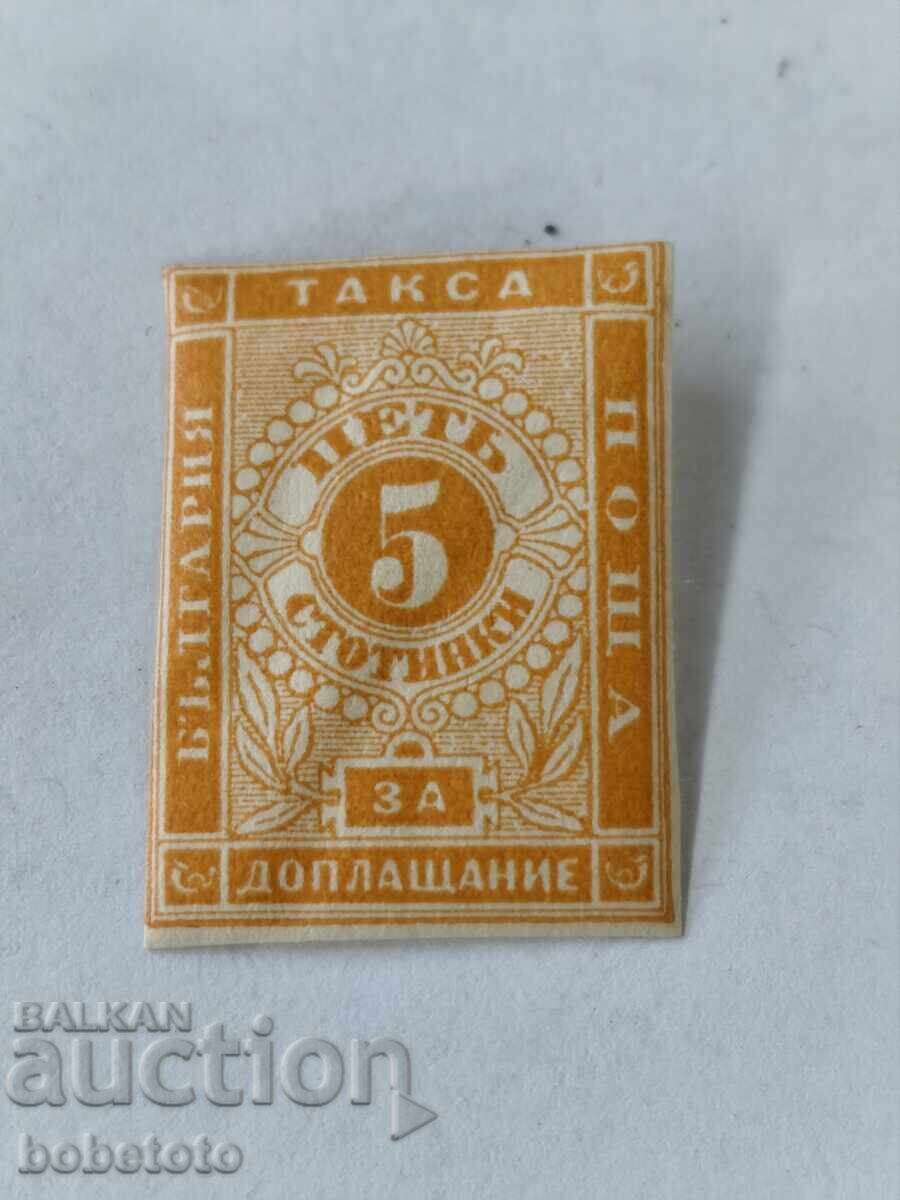 ТАКСА
БЪЛГАРИЯ
ПОЩА
ПЕТЬ
5
СТОТИНКИ
ЗА
ДОПЛАЩАНИЕ
BALKAN
auction
bobetoto